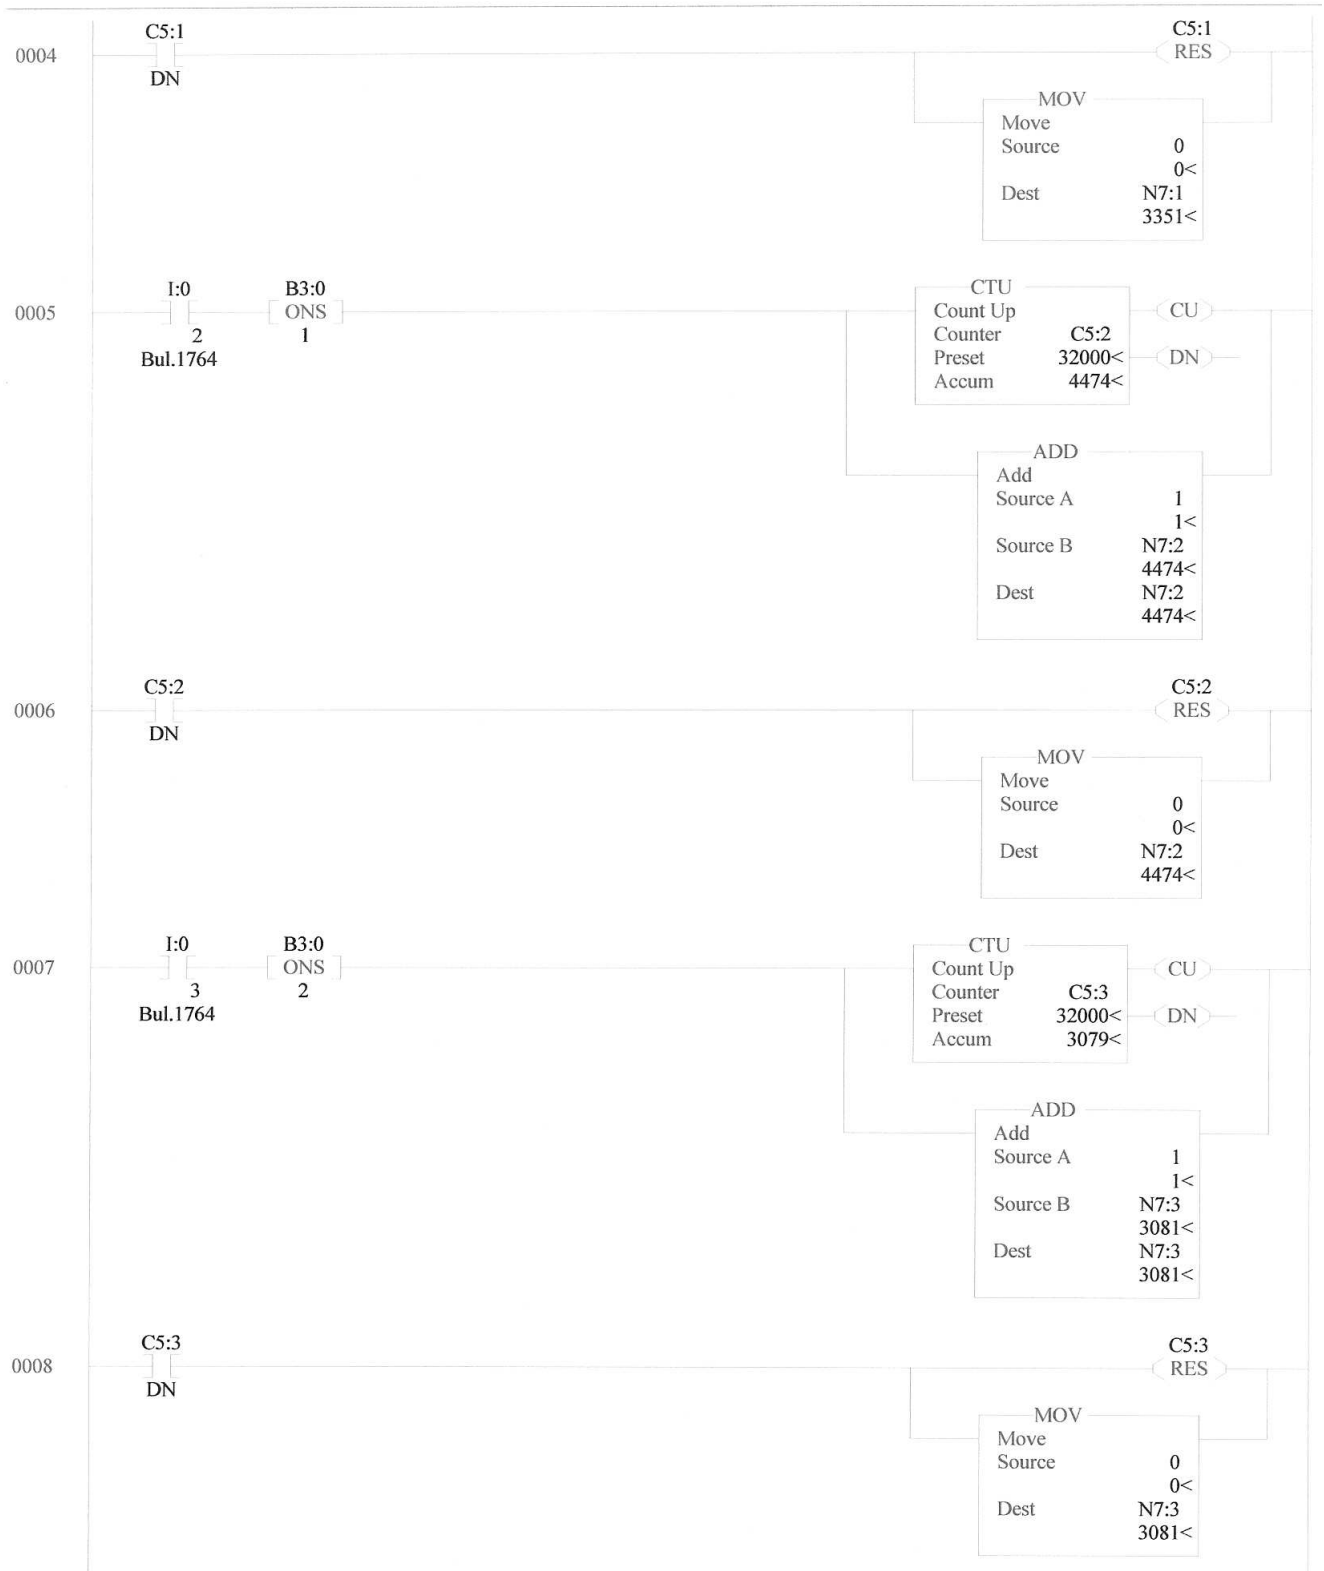 C5:1
C5:1
0004
RES
DN
MOV
Move
Source 0
0<
Dest N7:1
3351<
I:0 B3:0
CTU
0005
ONS
Count Up CU
2 1
Counter C5:2
Bul.1764
Preset 32000< DN
Accum 4474<
ADD
Add
Source A 1
1<
Source B N7:2
4474<
Dest N7:2
4474<
C5:2
C5:2
0006
RES
DN
MOV
Move
Source 0
0<
Dest N7:2
4474<
I:0 B3:0
CTU
0007
ONS
Count Up CU
3 2
Counter C5:3
Bul.1764
Preset 32000< DN
Accum 3079<
ADD
Add
Source A 1
1<
Source B N7:3
3081<
Dest N7:3
3081<
C5:3
C5:3
0008
RES
DN
MOV
Move
Source 0
0<
Dest N7:3
3081<